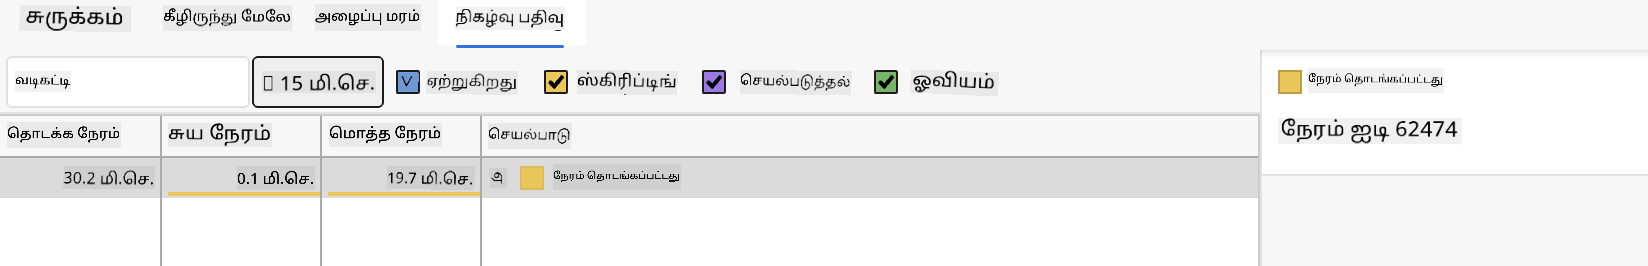 சுருக்கம் கீழிருந்து மேலே அழைப்பு மரம் நிகழ்வு பதிவு
வடிகட்டி 15 மி.செ. ஏற்றுகிறது ஸ்கிரிப்டிங் செயல்படுத்தல் ஓவியம்
நேரம் தொடங்கப்பட்டது
நேரம் ஐடி 62474
தொடக்க நேரம் சுய நேரம் மொத்த நேரம் செயல்பாடு
30.2 மி.செ. 0.1 மி.செ. 19.7 மி.செ. அ நேரம் தொடங்கப்பட்டது